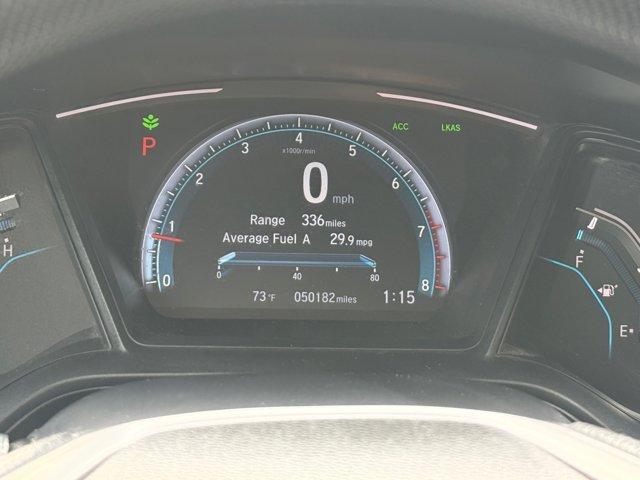 ACC LKAS
P
0 1 2 3 4 5 6 7 8
x1000r/min
0 mph
Range 336 miles
Average Fuel A 29.9 mpg
0 40 80
73°F 050182 miles 1:15
H
F
E